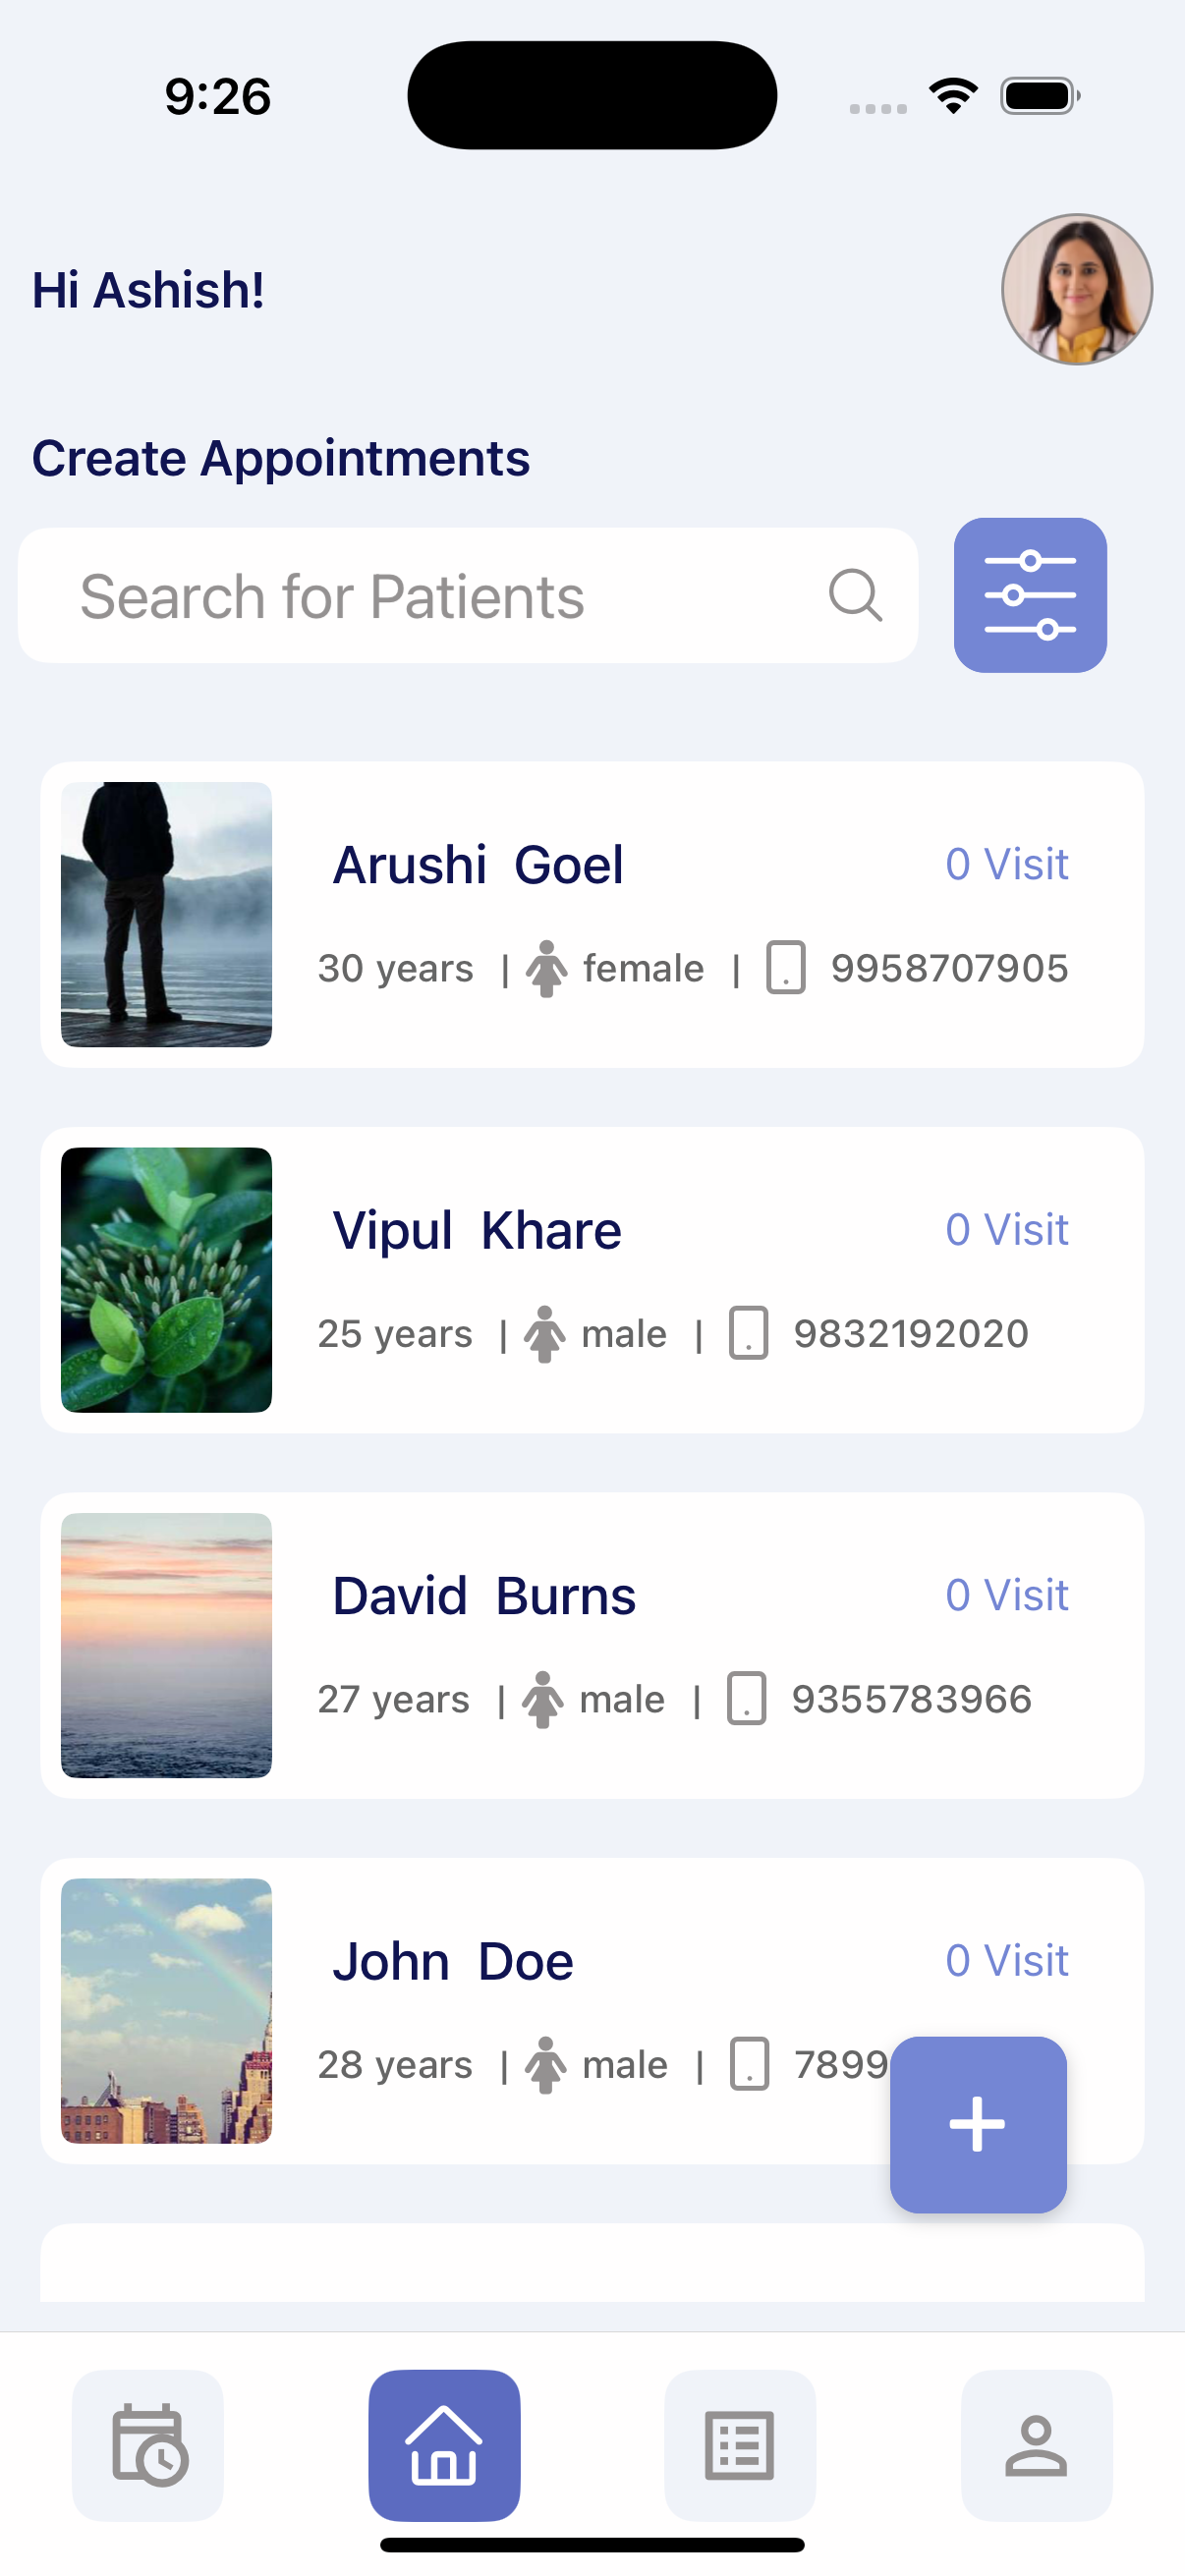 9:26
Hi Ashish!
Create Appointments
Search for Patients
Arushi Goel
0 Visit
30 years | female | 9958707905
Vipul Khare
0 Visit
25 years | male | 9832192020
David Burns
0 Visit
27 years | male | 9355783966
John Doe
0 Visit
28 years | male | 7899